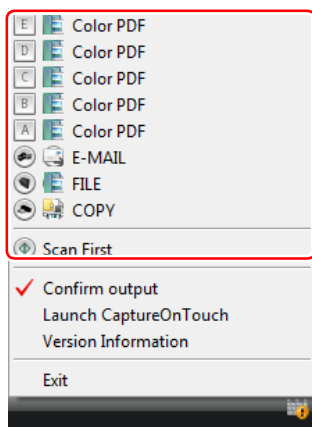 E Color PDF
D Color PDF
C Color PDF
B Color PDF
A Color PDF
E-MAIL
FILE
COPY
Scan First
Confirm output
Launch CaptureOnTouch
Version Information
Exit